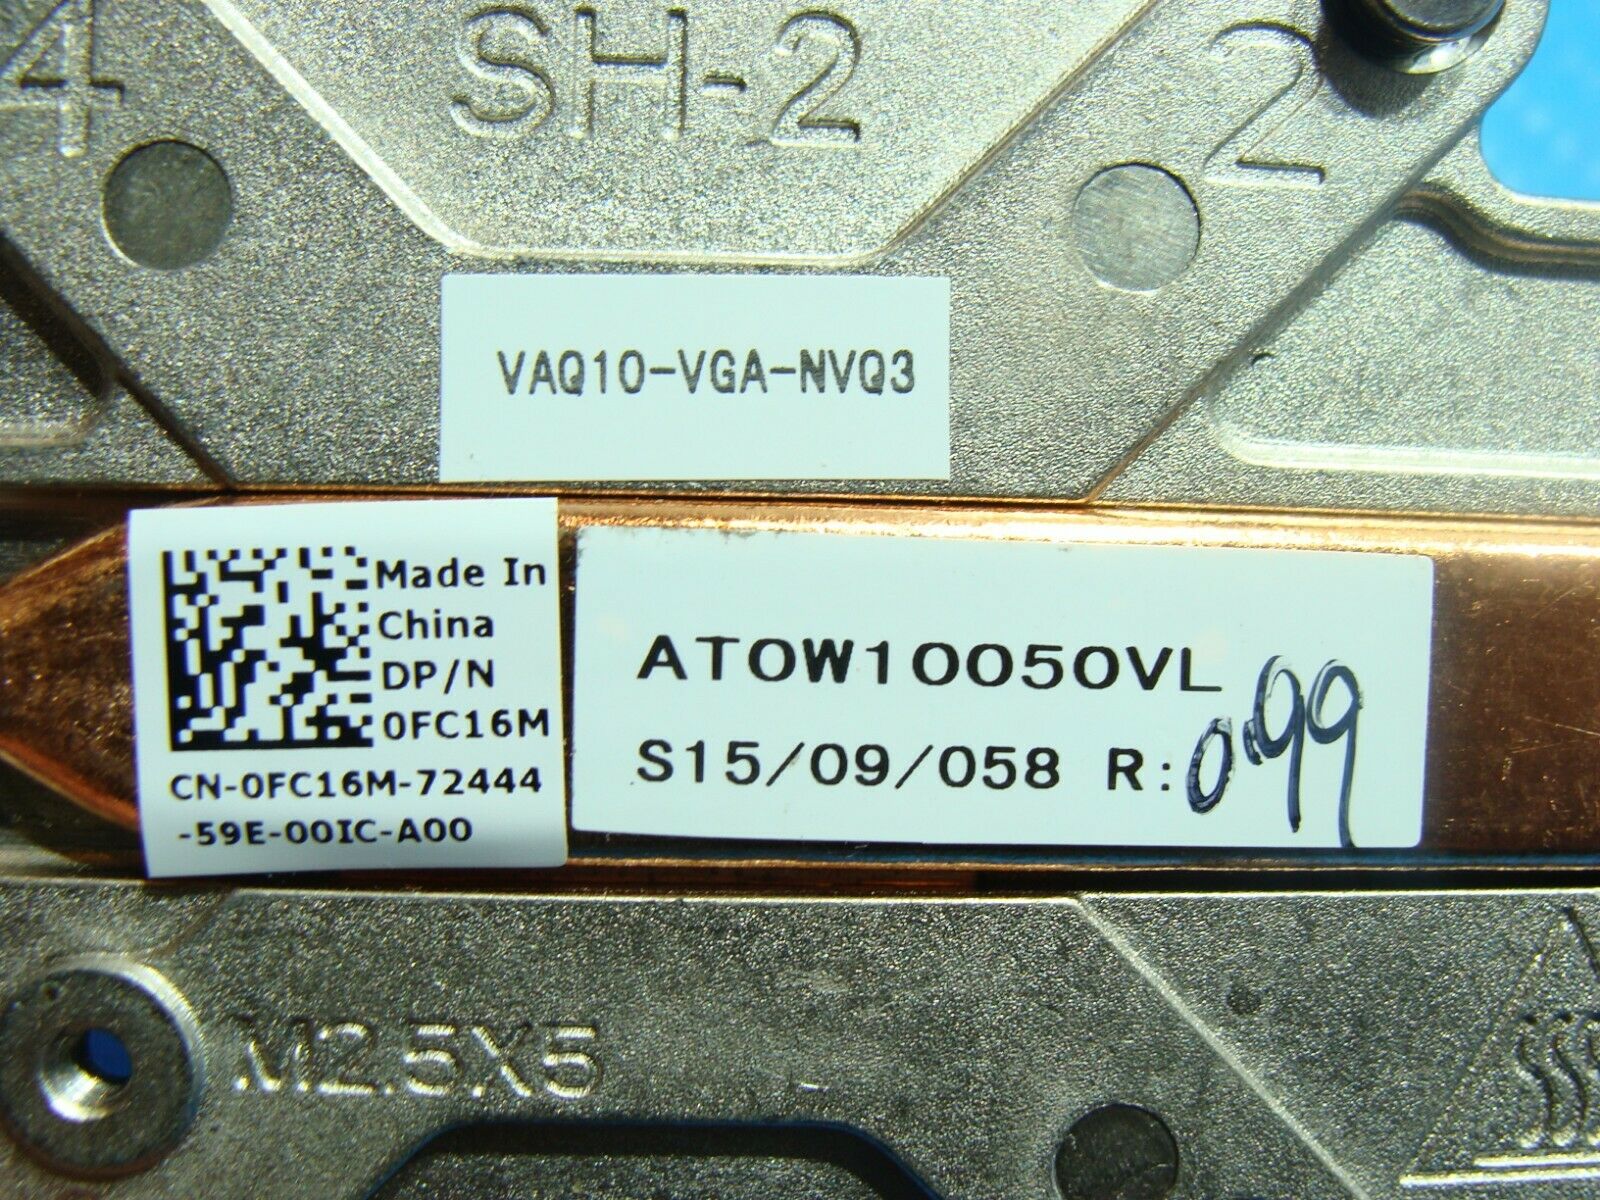 4
SH-2
2
VAQ10-VGA-NVQ3
Made In
China
DP/N
0FC16M
CN-0FC16M-72444
-59E-00IC-A00
AT0W10050VL
S15/09/058 R:0.99
M2.5X5